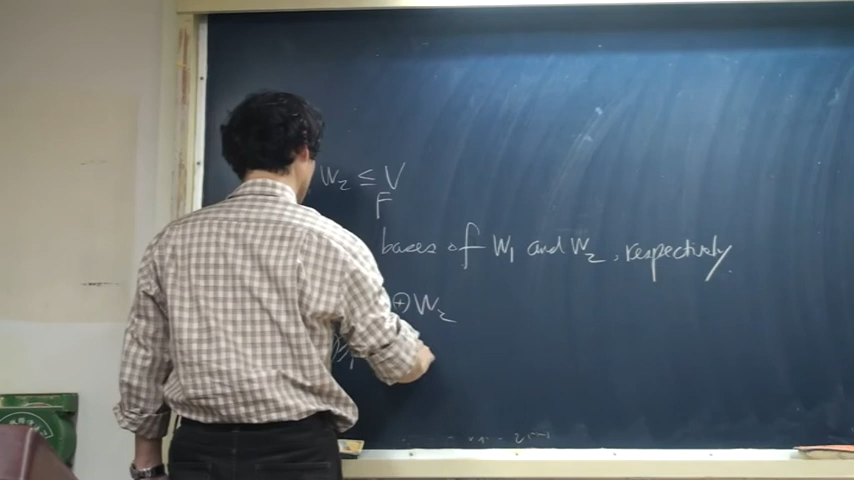 W₂ ≤ V
F
bases of W₁ and W₂, respectively.
⊕ W₂